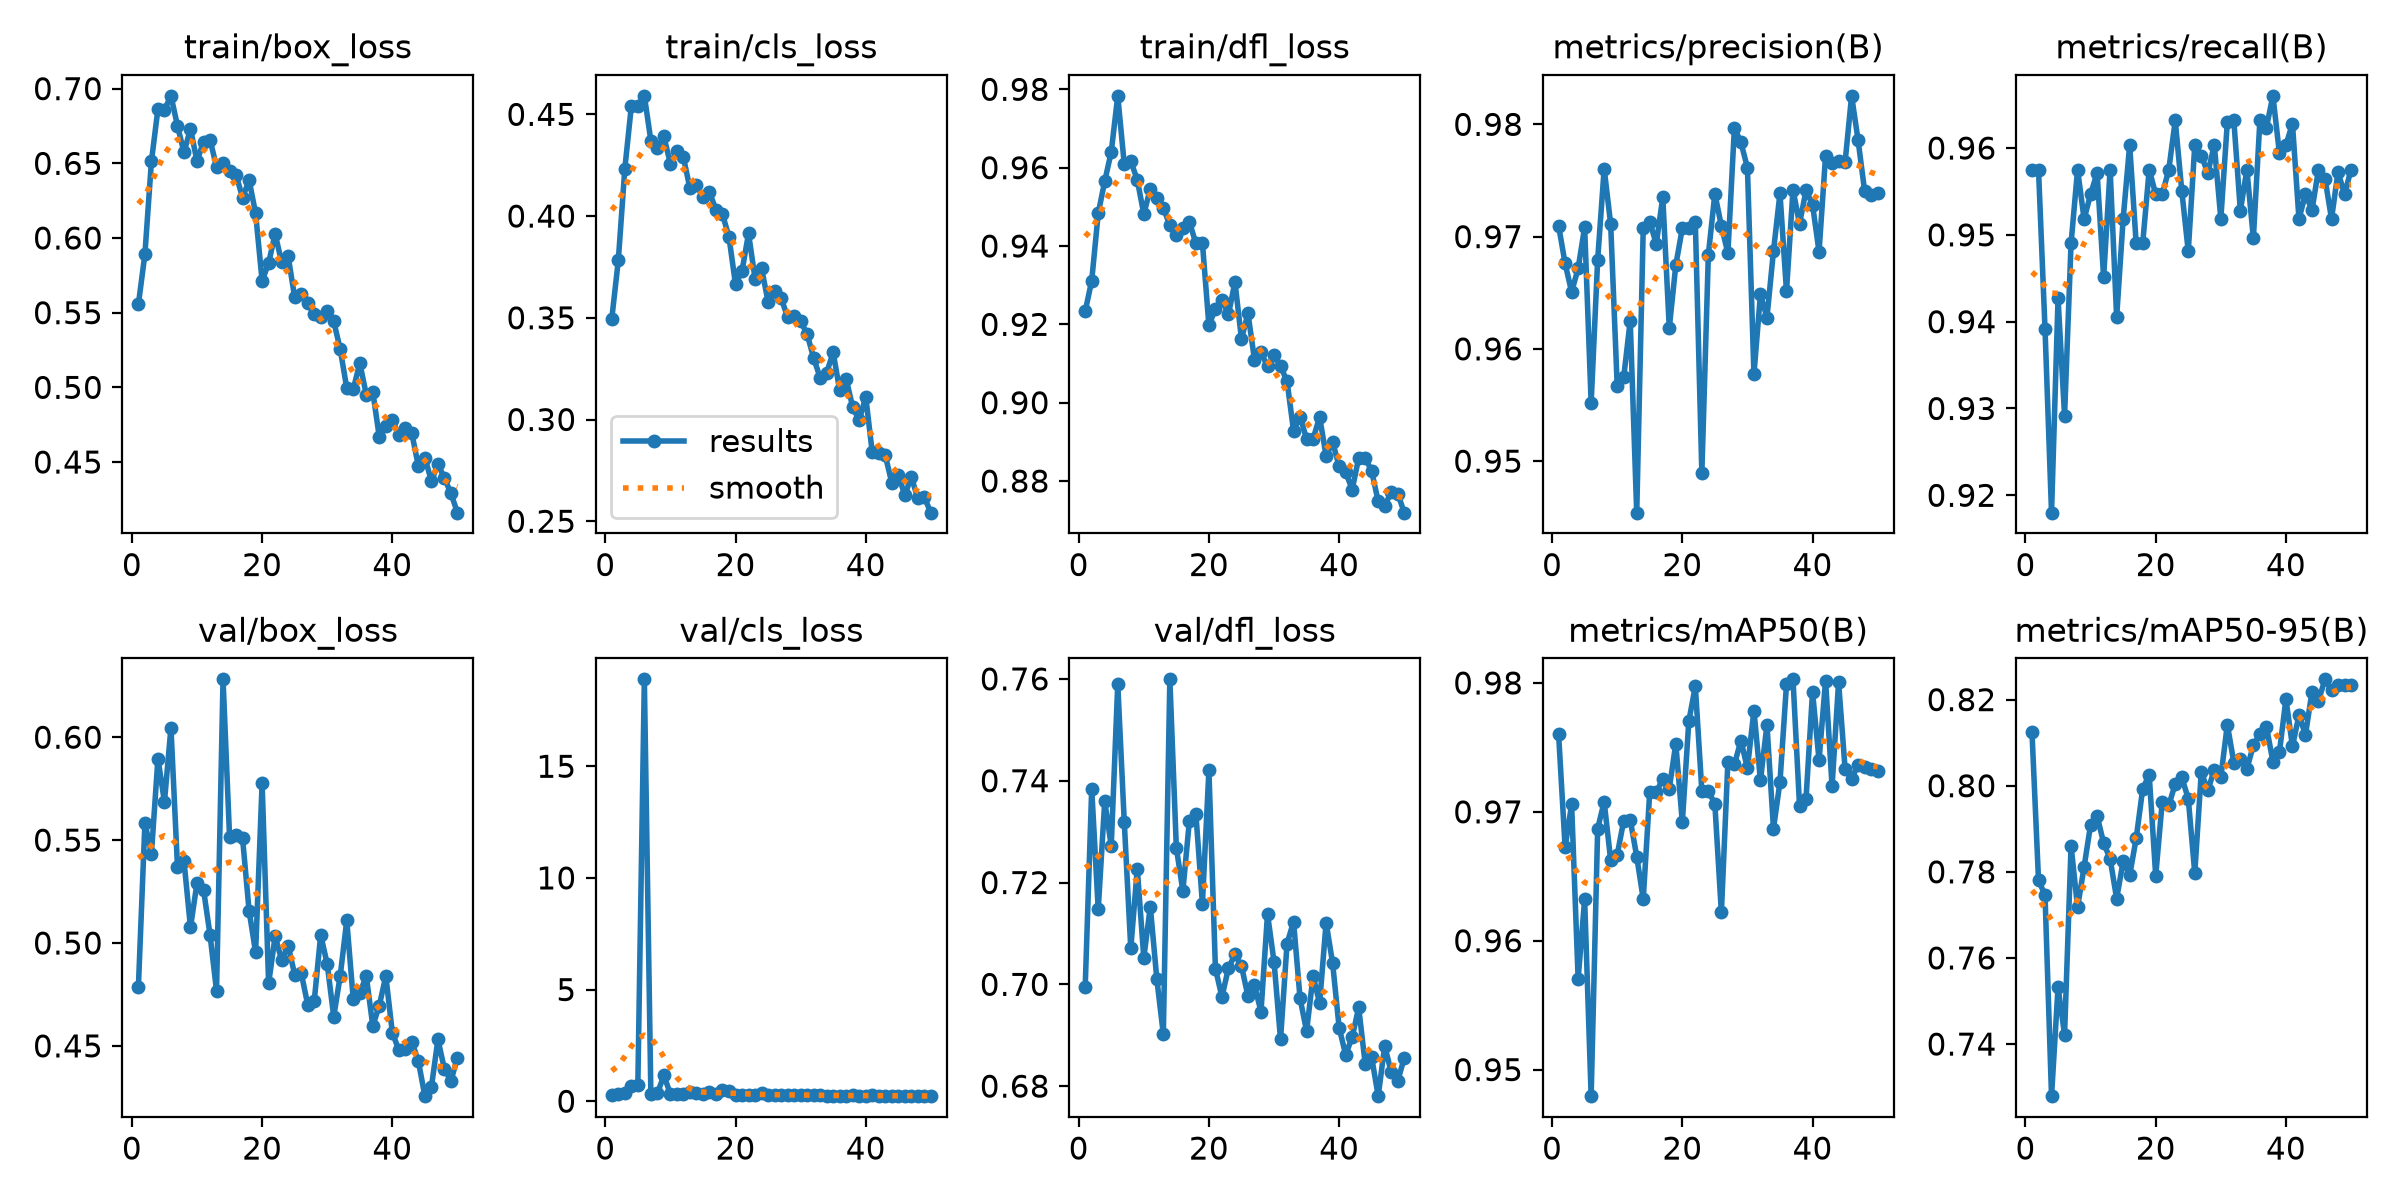 train/box_loss
0.70
0.65
0.60
0.55
0.50
0.45
0 20 40
train/cls_loss
0.45
0.40
0.35
0.30
0.25
results
smooth
0 20 40
train/dfl_loss
0.98
0.96
0.94
0.92
0.90
0.88
0 20 40
metrics/precision(B)
0.98
0.97
0.96
0.95
0 20 40
metrics/recall(B)
0.96
0.95
0.94
0.93
0.92
0 20 40
val/box_loss
0.60
0.55
0.50
0.45
0 20 40
val/cls_loss
15
10
5
0
0 20 40
val/dfl_loss
0.76
0.74
0.72
0.70
0.68
0 20 40
metrics/mAP50(B)
0.98
0.97
0.96
0.95
0 20 40
metrics/mAP50-95(B)
0.82
0.80
0.78
0.76
0.74
0 20 40